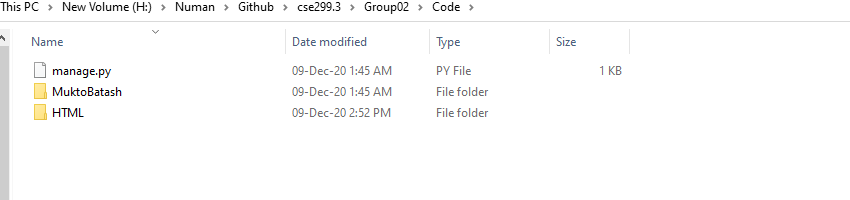 This PC > New Volume (H:) > Numan > Github > cse299.3 > Group02 > Code >
Name Date modified Type Size
manage.py 09-Dec-20 1:45 AM PY File 1 KB
MuktoBatash 09-Dec-20 1:45 AM File folder
HTML 09-Dec-20 2:52 PM File folder